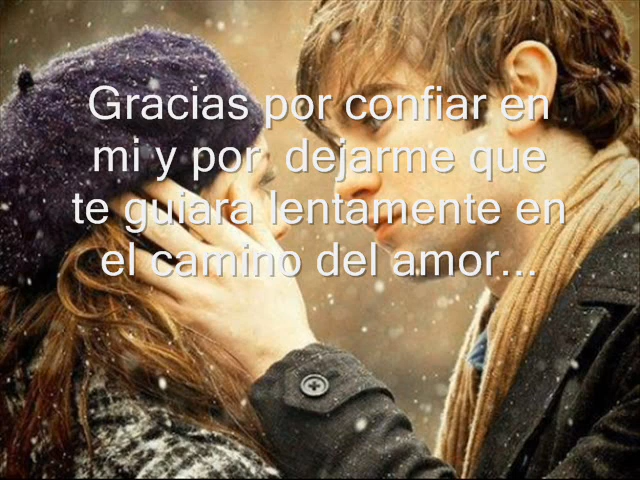 Gracias por confiar en
mi y por  dejarme que
te guiara lentamente en
el camino del amor...